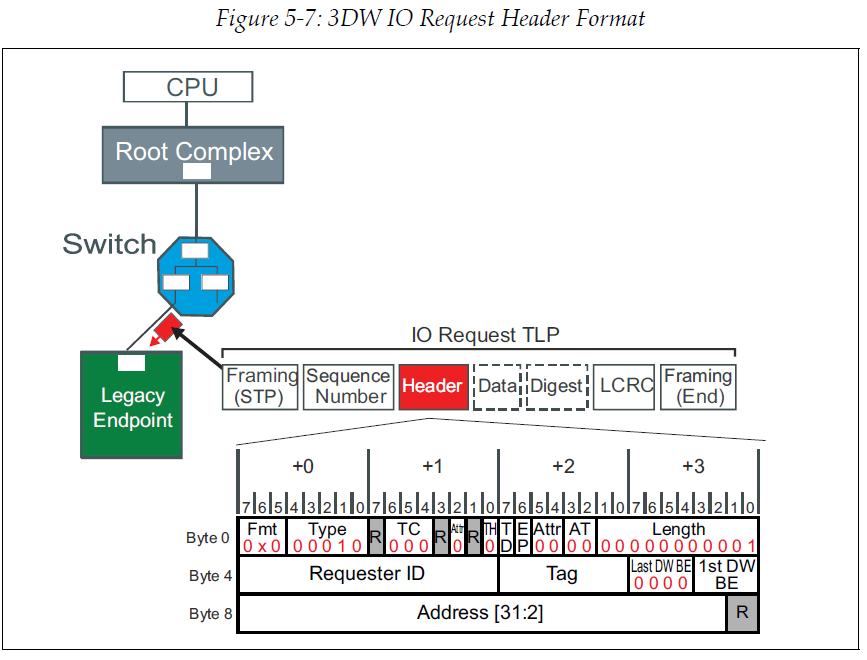 Figure 5-7: 3DW IO Request Header Format
CPU
Root Complex
Switch
Legacy
Endpoint
IO Request TLP
Framing (STP)
Sequence Number
Header
Data
Digest
LCRC
Framing (End)
+0 +1 +2 +3
7 6 5 4 3 2 1 0 7 6 5 4 3 2 1 0 7 6 5 4 3 2 1 0 7 6 5 4 3 2 1 0
Byte 0 Fmt Type R TC R Attr R TH TD EP Attr AT Length
0 x 0 0 0 0 1 0 0 0 0 0 0 0 0 0 0 0 0 0 0 0 0 0 0 0 0 1
Byte 4 Requester ID Tag Last DW BE 1st DW BE
0 0 0 0
Byte 8 Address [31:2] R